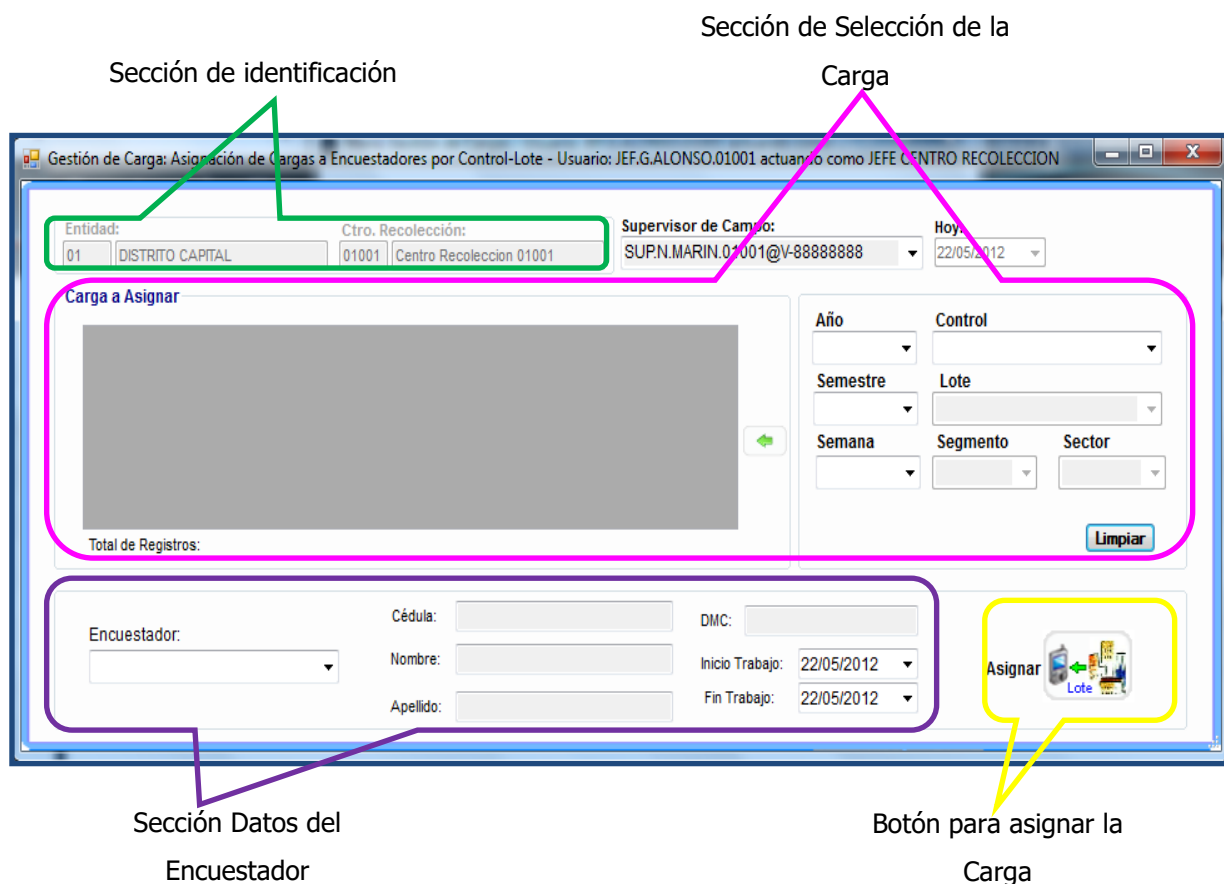 Sección de Selección de la
Carga
Sección de identificación
Gestión de Carga: Asignación de Cargas a Encuestadores por Control-Lote - Usuario: JEF.G.ALONSO.01001 actuando como JEFE CENTRO RECOLECCION
Entidad: Ctro. Recolección: Supervisor de Campo: Hoy:
01 DISTRITO CAPITAL 01001 Centro Recoleccion 01001 SUP.N.MARIN.01001@V-88888888 22/05/2012
Carga a Asignar
Año Control
Semestre Lote
Semana Segmento Sector
Limpiar
Total de Registros:
Cédula: DMC:
Encuestador:
Nombre: Inicio Trabajo: 22/05/2012
Asignar
Lote
Apellido: Fin Trabajo: 22/05/2012
Sección Datos del
Encuestador
Botón para asignar la
Carga